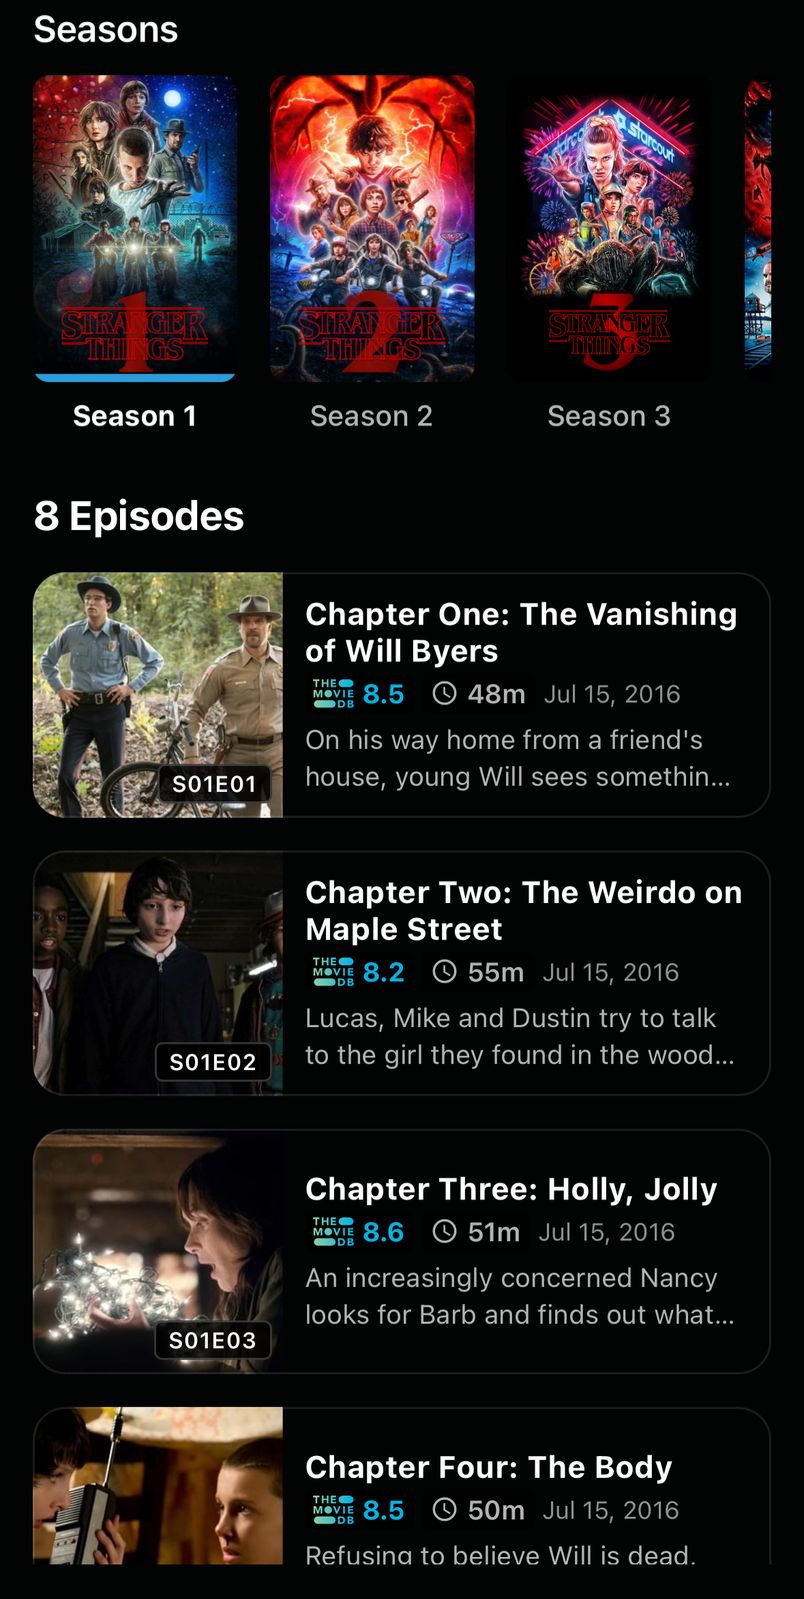 Seasons
starcourt
1
STRANGER
THINGS
2
STRANGER
THINGS
3
STRANGER
THINGS
Season 1
Season 2
Season 3
8 Episodes
Chapter One: The Vanishing
of Will Byers
THE MOVIE DB 8.5 48m Jul 15, 2016
On his way home from a friend's
house, young Will sees somethin...
S01E01
Chapter Two: The Weirdo on
Maple Street
THE MOVIE DB 8.2 55m Jul 15, 2016
Lucas, Mike and Dustin try to talk
to the girl they found in the wood...
S01E02
Chapter Three: Holly, Jolly
THE MOVIE DB 8.6 51m Jul 15, 2016
An increasingly concerned Nancy
looks for Barb and finds out what...
S01E03
Chapter Four: The Body
THE MOVIE DB 8.5 50m Jul 15, 2016
Refusing to believe Will is dead,